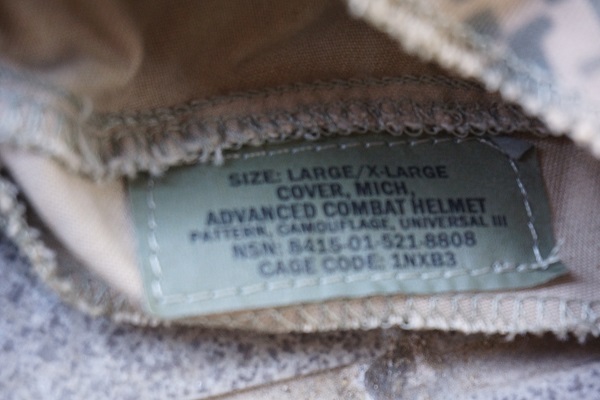 SIZE: LARGE/X-LARGE
COVER, MICH,
ADVANCED COMBAT HELMET
PATTERN, CAMOUFLAGE, UNIVERSAL III
NSN: 8415-01-521-8808
CAGE CODE: 1NXB3